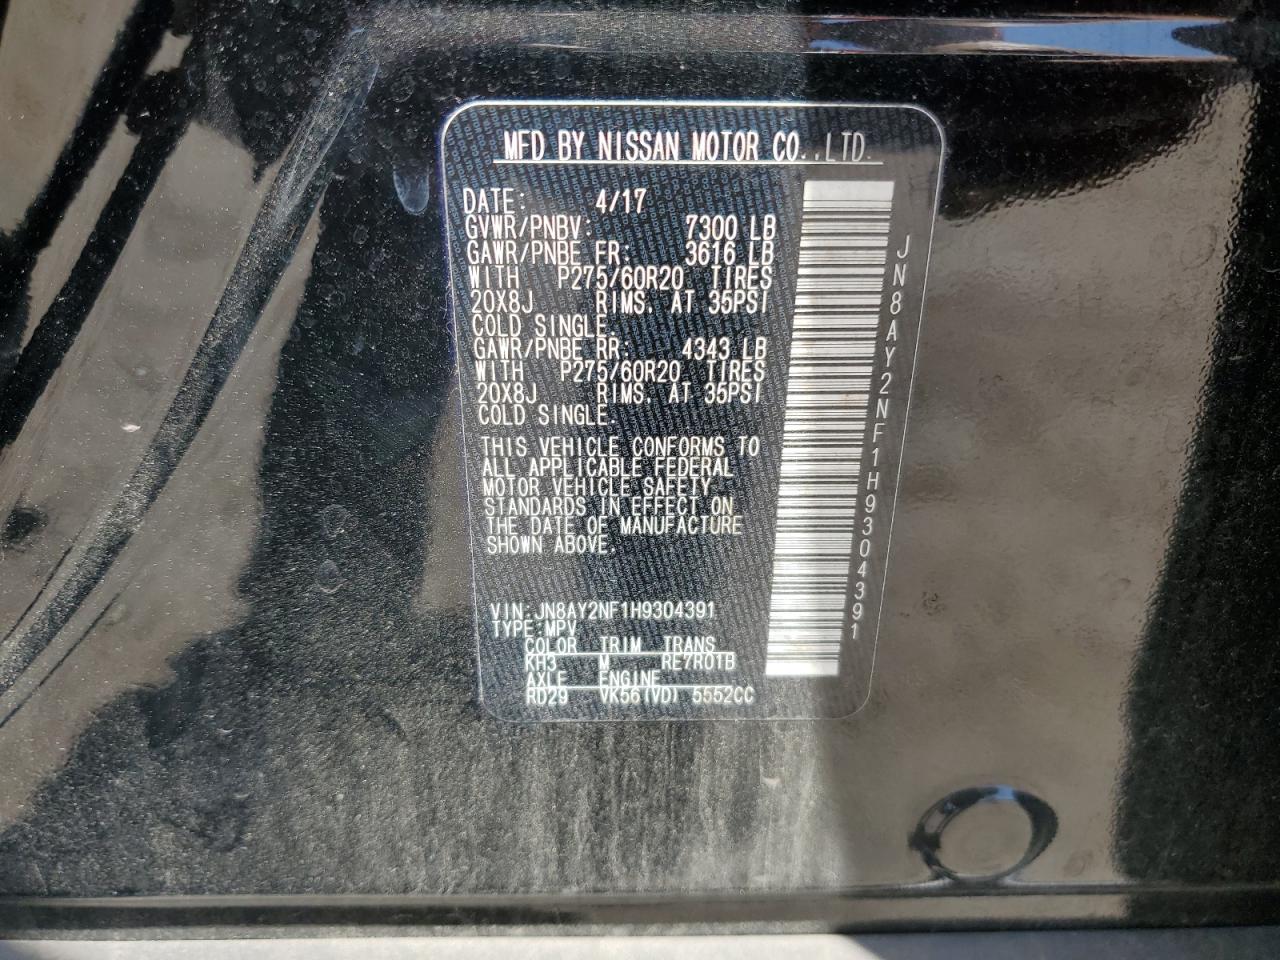 MFD BY NISSAN MOTOR CO.,LTD.
DATE: 4/17
GVWR/PNBV: 7300 LB
GAWR/PNBE FR: 3616 LB
WITH P275/60R20 TIRES
20X8J RIMS. AT 35PSI
COLD SINGLE.
GAWR/PNBE RR: 4343 LB
WITH P275/60R20 TIRES
20X8J RIMS. AT 35PSI
COLD SINGLE.
THIS VEHICLE CONFORMS TO
ALL APPLICABLE FEDERAL
MOTOR VEHICLE SAFETY
STANDARDS IN EFFECT ON
THE DATE OF MANUFACTURE
SHOWN ABOVE.
VIN:JN8AY2NF1H9304391
TYPE:MPV
COLOR TRIM TRANS
KH3 M RE7R01B
AXLE ENGINE
RD29 VK56(VD) 5552CC
JN8AY2NF1H9304391